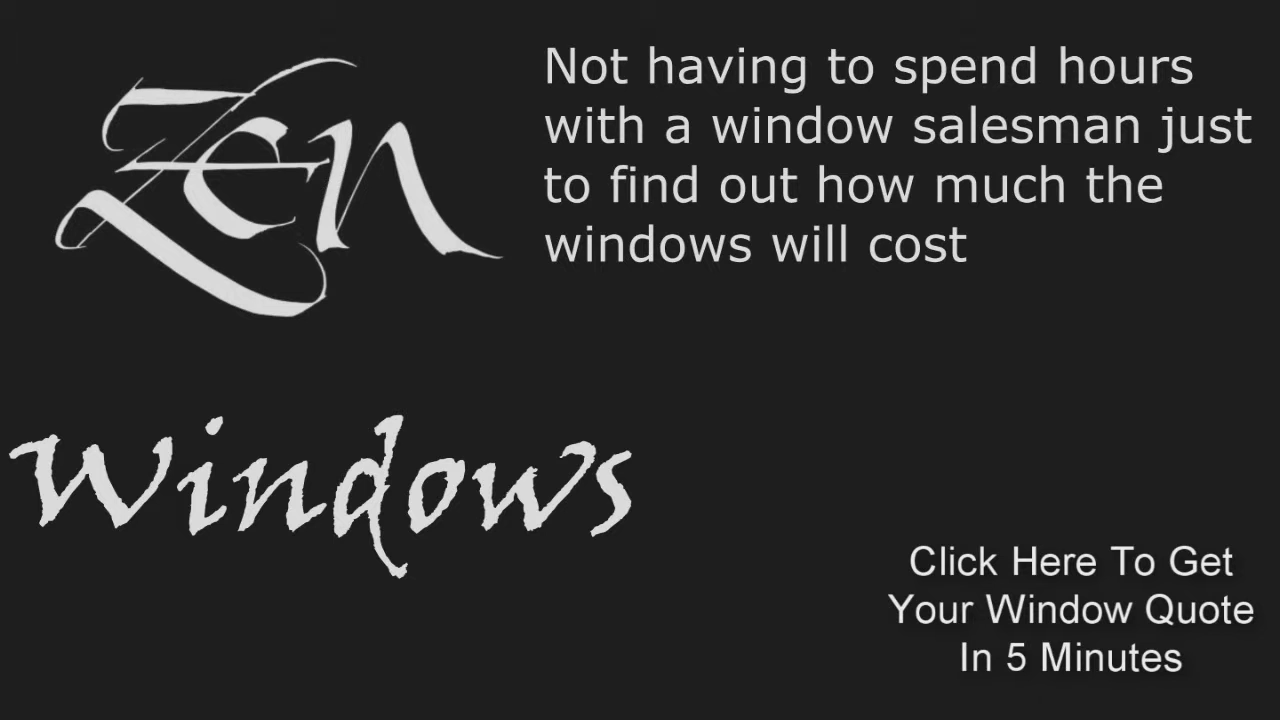 Zen
Not having to spend hours
with a window salesman just
to find out how much the
windows will cost
Windows
Click Here To Get
Your Window Quote
In 5 Minutes